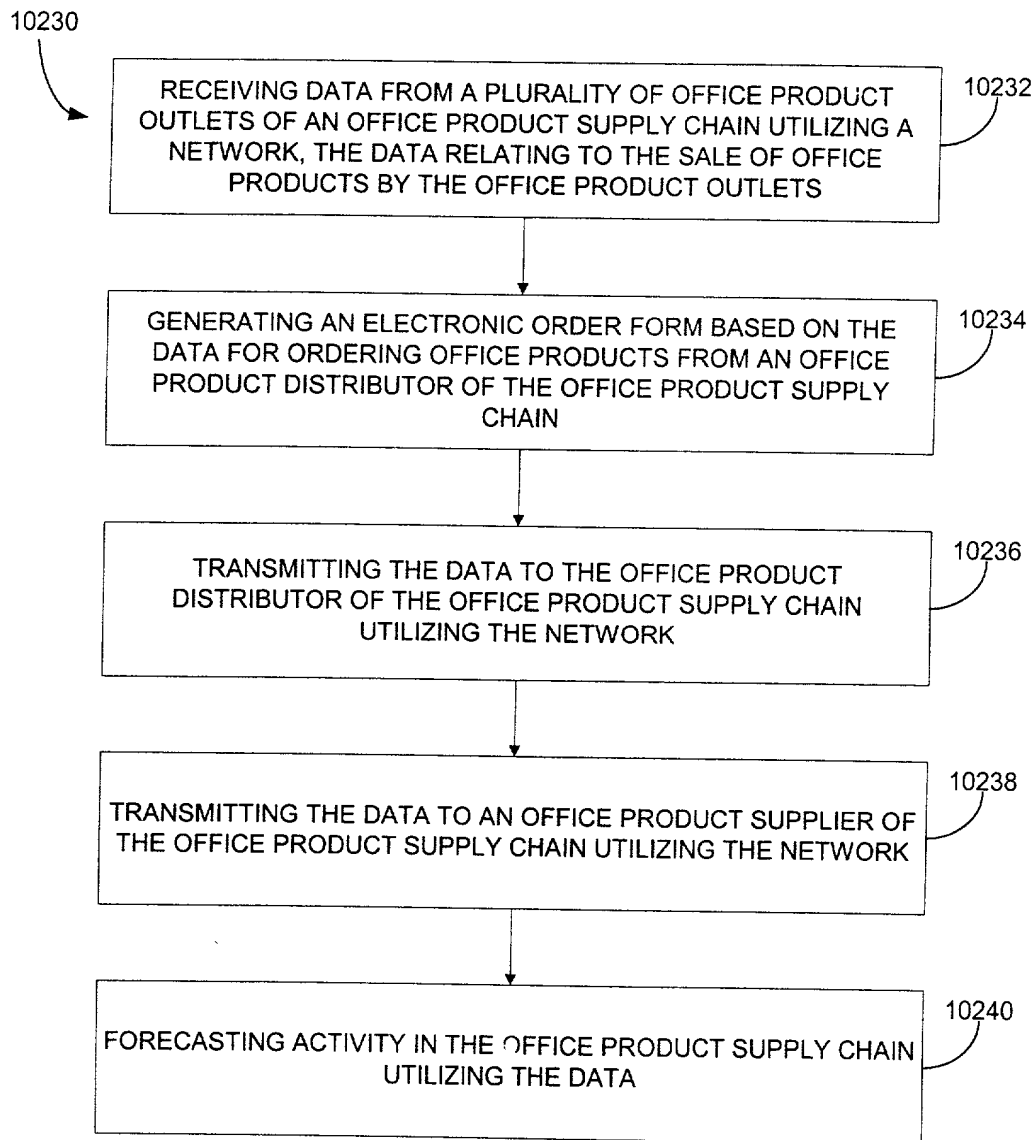 10230
RECEIVING DATA FROM A PLURALITY OF OFFICE PRODUCT
OUTLETS OF AN OFFICE PRODUCT SUPPLY CHAIN UTILIZING A
NETWORK, THE DATA RELATING TO THE SALE OF OFFICE
PRODUCTS BY THE OFFICE PRODUCT OUTLETS
10232
GENERATING AN ELECTRONIC ORDER FORM BASED ON THE
DATA FOR ORDERING OFFICE PRODUCTS FROM AN OFFICE
PRODUCT DISTRIBUTOR OF THE OFFICE PRODUCT SUPPLY
CHAIN
10234
TRANSMITTING THE DATA TO THE OFFICE PRODUCT
DISTRIBUTOR OF THE OFFICE PRODUCT SUPPLY CHAIN
UTILIZING THE NETWORK
10236
TRANSMITTING THE DATA TO AN OFFICE PRODUCT SUPPLIER OF
THE OFFICE PRODUCT SUPPLY CHAIN UTILIZING THE NETWORK
10238
FORECASTING ACTIVITY IN THE OFFICE PRODUCT SUPPLY CHAIN
UTILIZING THE DATA
10240